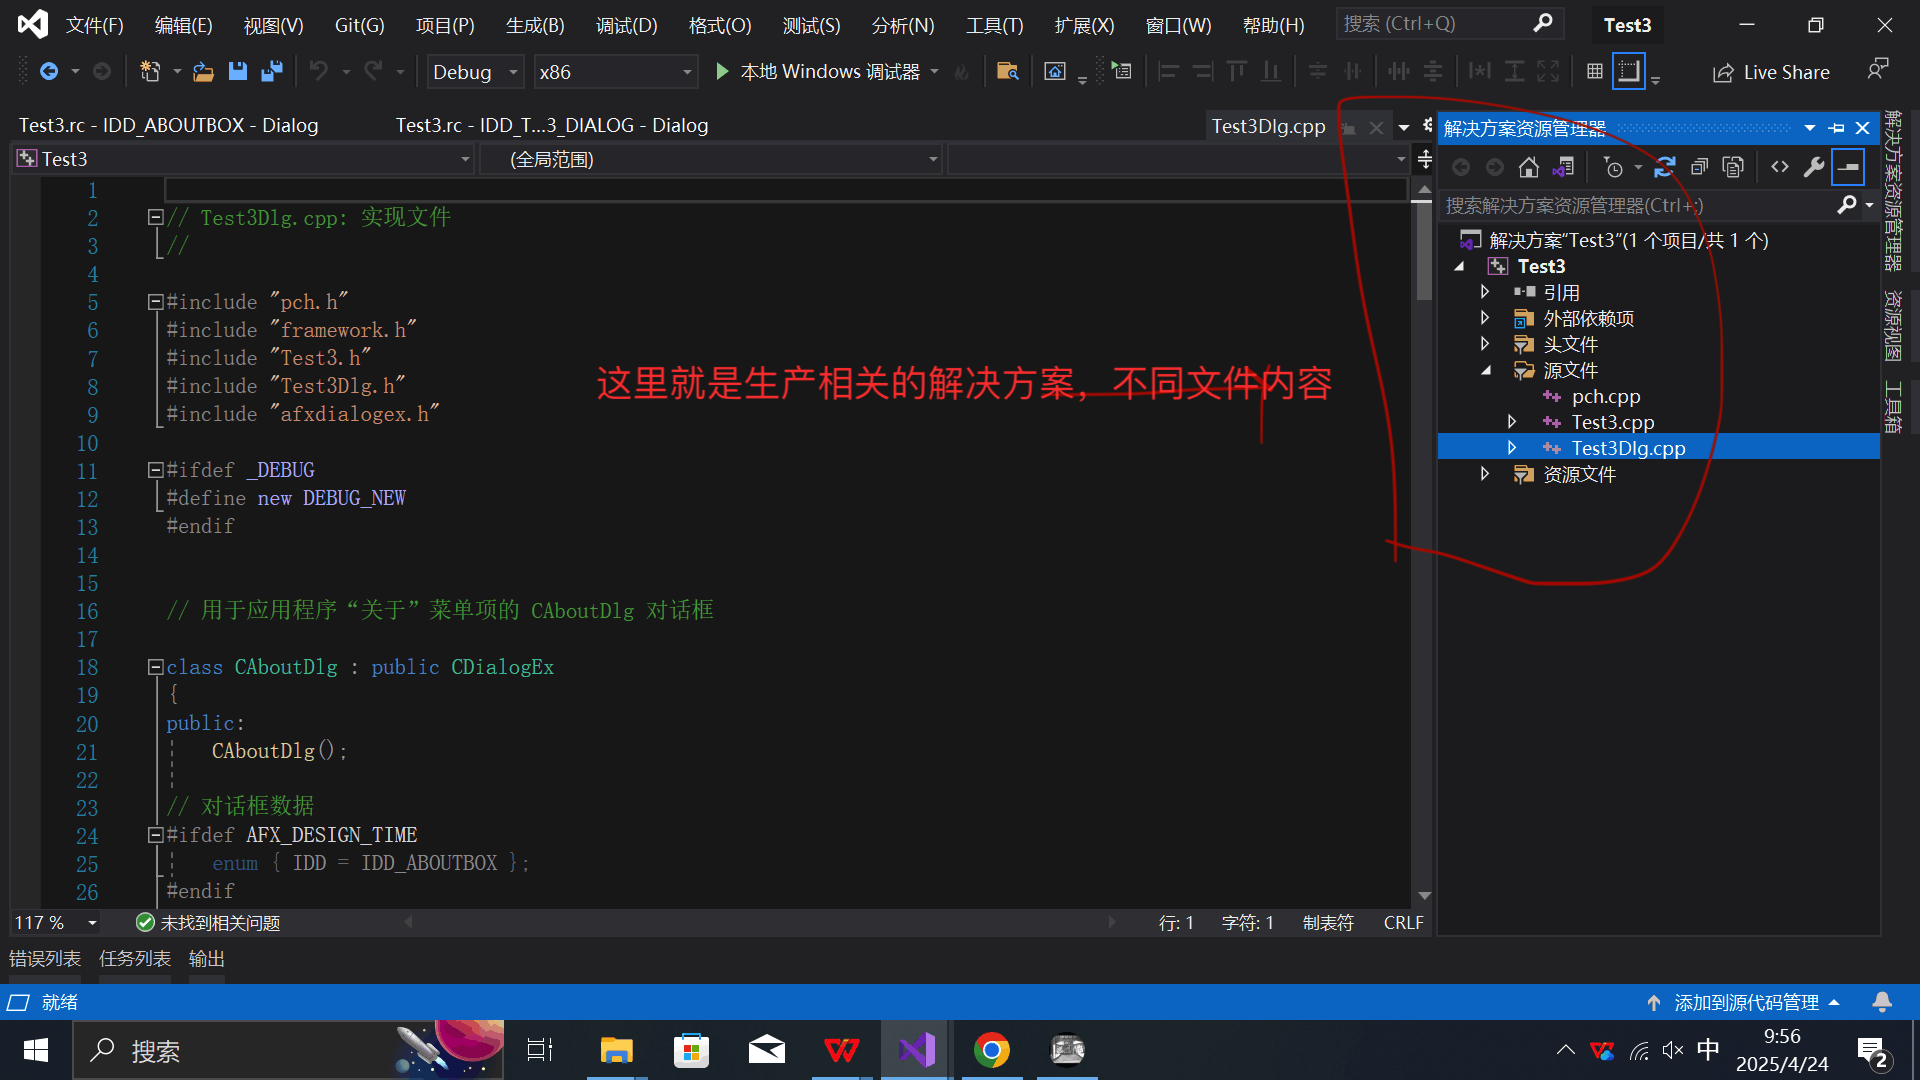 文件(F) 编辑(E) 视图(V) Git(G) 项目(P) 生成(B) 调试(D) 格式(O) 测试(S) 分析(N) 工具(T) 扩展(X) 窗口(W) 帮助(H) 搜索 (Ctrl+Q) Test3
Debug x86 本地 Windows 调试器 Live Share
Test3.rc - IDD_ABOUTBOX - Dialog Test3.rc - IDD_T...3_DIALOG - Dialog Test3Dlg.cpp
Test3 (全局范围)
1
2 // Test3Dlg.cpp: 实现文件
3 //
4
5 #include "pch.h"
6 #include "framework.h"
7 #include "Test3.h"
8 #include "Test3Dlg.h"
9 #include "afxdialogex.h"
10
11 #ifdef _DEBUG
12 #define new DEBUG_NEW
13 #endif
14
15
16 // 用于应用程序“关于”菜单项的 CAboutDlg 对话框
17
18 class CAboutDlg : public CDialogEx
19 {
20 public:
21 CAboutDlg();
22
23 // 对话框数据
24 #ifdef AFX_DESIGN_TIME
25 enum { IDD = IDD_ABOUTBOX };
26 #endif
这里就是生产相关的解决方案，不同文件内容
解决方案资源管理器
搜索解决方案资源管理器(Ctrl+;)
解决方案“Test3”(1 个项目/共 1 个)
Test3
引用
外部依赖项
头文件
源文件
pch.cpp
Test3.cpp
Test3Dlg.cpp
资源文件
解决方案资源管理器
资源视图
工具箱
117 % 未找到相关问题 行: 1 字符: 1 制表符 CRLF
错误列表 任务列表 输出
就绪 添加到源代码管理
搜索 中 9:56
2025/4/24 2